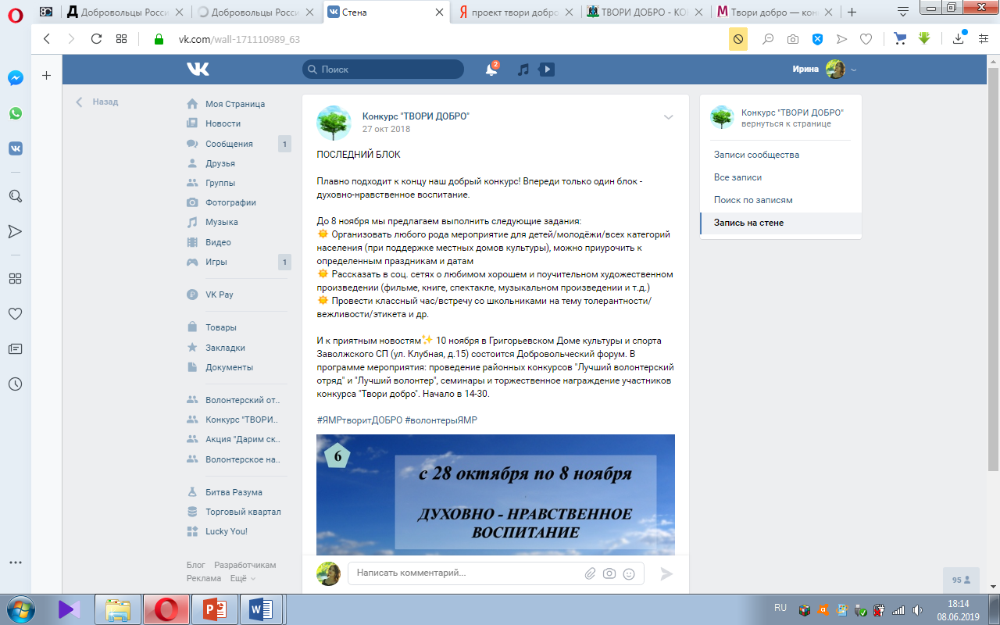 Добровольцы Росси
Добровольцы Росси
Стена
проект твори добро
ТВОРИ ДОБРО - КОН
Твори добро — кон
vk.com/wall-171110989_63
Поиск
2
Ирина
Назад
Моя Страница
Новости
Сообщения
1
Друзья
Группы
Фотографии
Музыка
Видео
Игры
1
VK Pay
Товары
Закладки
Документы
Волонтерский от..
Конкурс "ТВОРИ..
Акция "Дарим ск..
Волонтерское на..
Битва Разума
Торговый квартал
Lucky You!
Блог Разработчикам
Реклама Ещё
Конкурс "ТВОРИ ДОБРО"
27 окт 2018
ПОСЛЕДНИЙ БЛОК
Плавно подходит к концу наш добрый конкурс! Впереди только один блок -
духовно-нравственное воспитание.
До 8 ноября мы предлагаем выполнить следующие задания:
Организовать любого рода мероприятие для детей/молодёжи/всех категорий
населения (при поддержке местных домов культуры), можно приурочить к
определенным праздникам и датам
Рассказать в соц. сетях о любимом хорошем и поучительном художественном
произведении (фильме, книге, спектакле, музыкальном произведении и т.д.)
Провести классный час/встречу со школьниками на тему толерантности/
вежливости/этикета и др.
И к приятным новостям✨ 10 ноября в Григорьевском Доме культуры и спорта
Заволжского СП (ул. Клубная, д.15) состоится Добровольческий форум. В
программе мероприятия: проведение районных конкурсов "Лучший волонтерский
отряд" и "Лучший волонтер", семинары и торжественное награждение участников
конкурса "Твори добро". Начало в 14-30.
#ЯМРтворитДОБРО #волонтерыЯМР
6
с 28 октября по 8 ноября
ДУХОВНО - НРАВСТВЕННОЕ
ВОСПИТАНИЕ
Написать комментарий...
Конкурс "ТВОРИ ДОБРО"
вернуться к странице
Записи сообщества
Все записи
Поиск по записям
Запись на стене
95
RU
18:14
08.06.2019